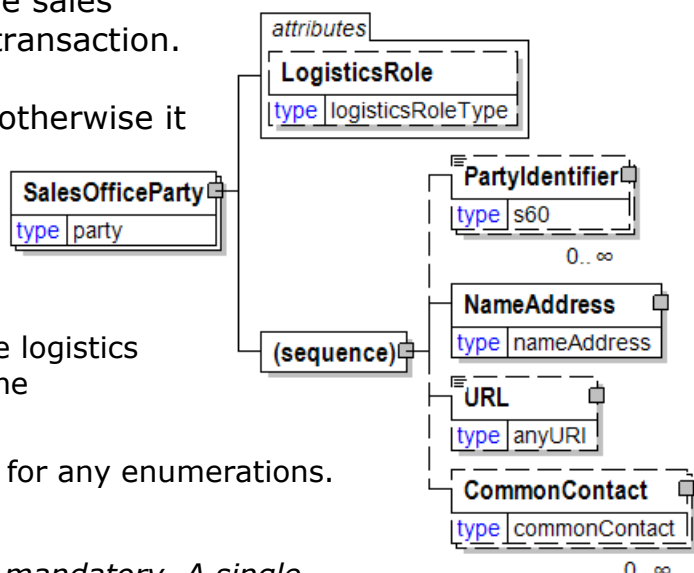 e sales
transaction.
otherwise it
e logistics
ne
for any enumerations.
mandatory. A single
attributes
LogisticsRole
type logisticsRoleType
SalesOfficeParty
type party
(sequence)
PartyIdentifier
type s60
0.. ∞
NameAddress
type nameAddress
URL
type anyURI
CommonContact
type commonContact
0.. ∞